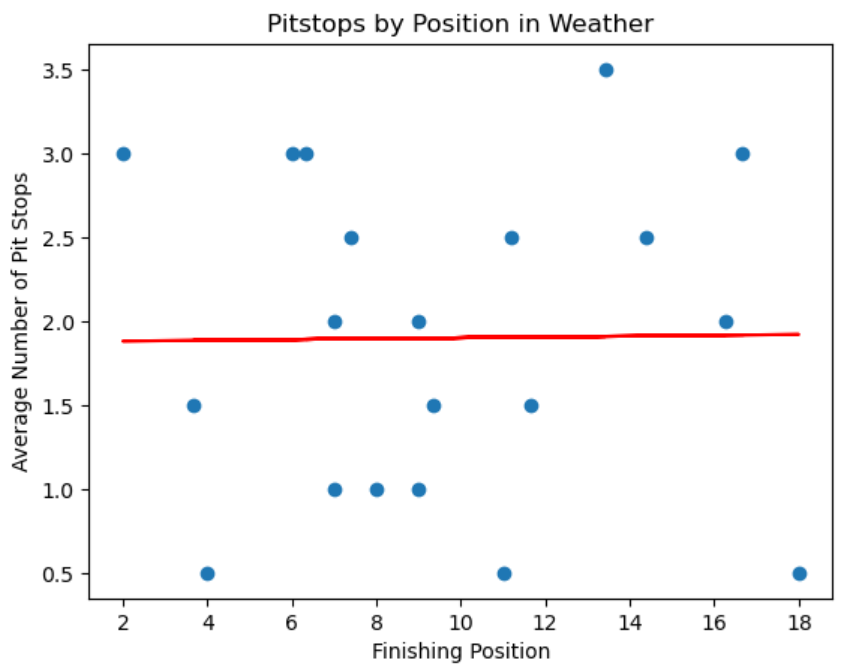 Pitstops by Position in Weather
3.5
3.0
2.5
2.0
1.5
1.0
0.5
Average Number of Pit Stops
2 4 6 8 10 12 14 16 18
Finishing Position